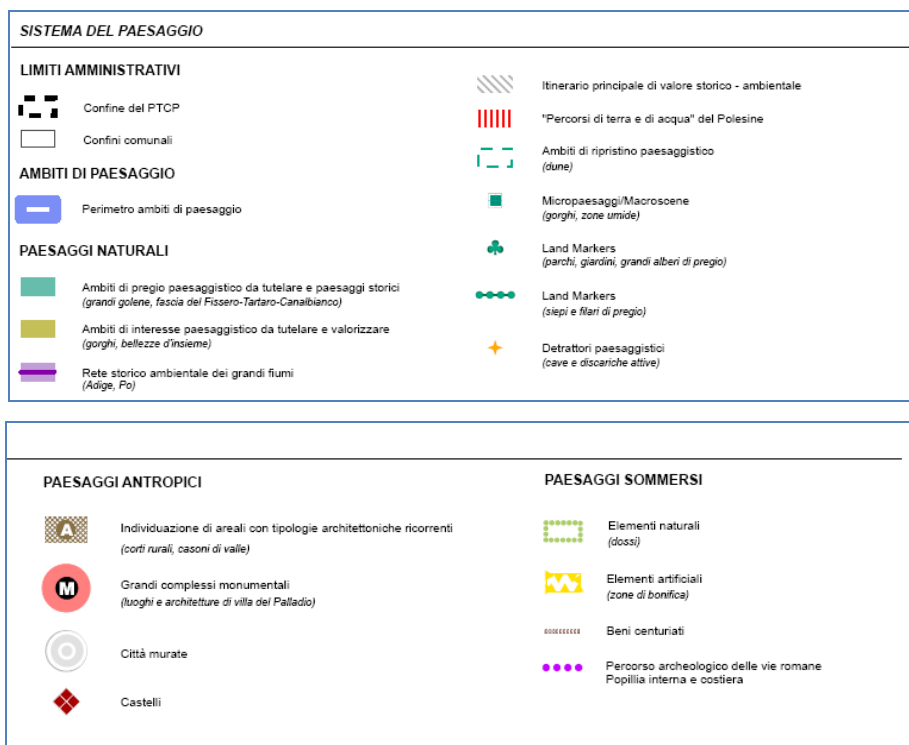 SISTEMA DEL PAESAGGIO
LIMITI AMMINISTRATIVI
Confine del PTCP
Confini comunali
AMBITI DI PAESAGGIO
Perimetro ambiti di paesaggio
PAESAGGI NATURALI
Ambiti di pregio paesaggistico da tutelare e paesaggi storici
(grandi golene, fascia del Fissero-Tartaro-Canalbianco)
Ambiti di interesse paesaggistico da tutelare e valorizzare
(gorghi, bellezze d'insieme)
Rete storico ambientale dei grandi fiumi
(Adige, Po)
Itinerario principale di valore storico - ambientale
"Percorsi di terra e di acqua" del Polesine
Ambiti di ripristino paesaggistico
(dune)
Micropaesaggi/Macroscene
(gorghi, zone umide)
Land Markers
(parchi, giardini, grandi alberi di pregio)
Land Markers
(siepi e filari di pregio)
Detrattori paesaggistici
(cave e discariche attive)
PAESAGGI ANTROPICI
A
Individuazione di areali con tipologie architettoniche ricorrenti
(corti rurali, casoni di valle)
M
Grandi complessi monumentali
(luoghi e architetture di villa del Palladio)
Città murate
Castelli
PAESAGGI SOMMERSI
Elementi naturali
(dossi)
Elementi artificiali
(zone di bonifica)
Beni centuriati
Percorso archeologico delle vie romane
Popillia interna e costiera